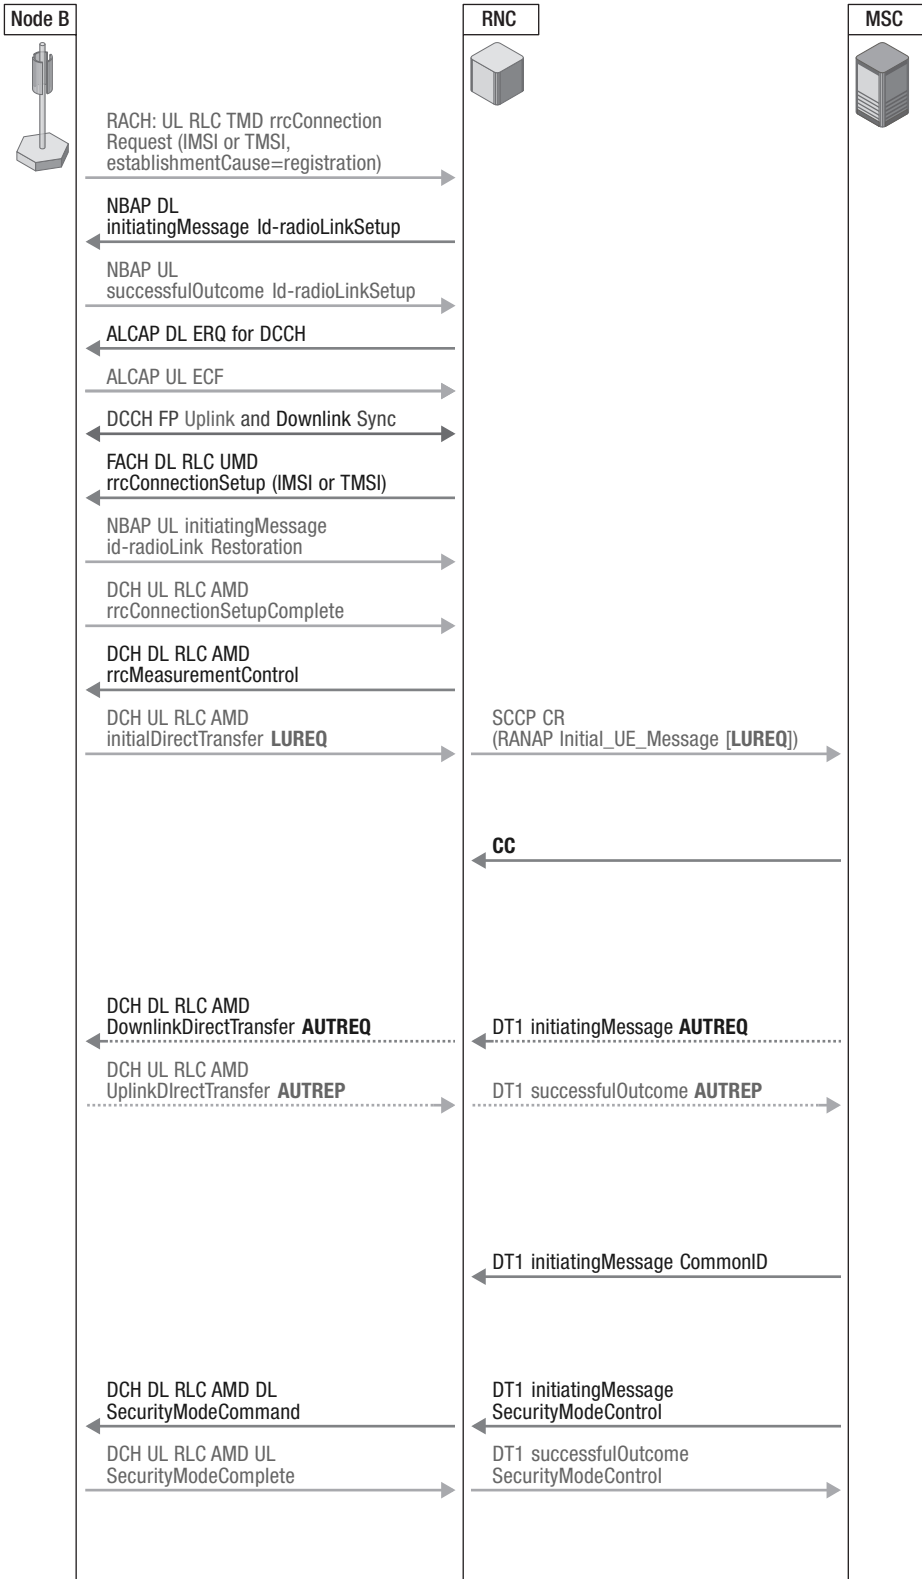 Node B
RNC
MSC
RACH: UL RLC TMD rrcConnection
Request (IMSI or TMSI,
establishmentCause=registration)
NBAP DL
initiatingMessage Id-radioLinkSetup
NBAP UL
successfulOutcome Id-radioLinkSetup
ALCAP DL ERQ for DCCH
ALCAP UL ECF
DCCH FP Uplink and Downlink Sync
FACH DL RLC UMD
rrcConnectionSetup (IMSI or TMSI)
NBAP UL initiatingMessage
id-radioLink Restoration
DCH UL RLC AMD
rrcConnectionSetupComplete
DCH DL RLC AMD
rrcMeasurementControl
DCH UL RLC AMD
initialDirectTransfer LUREQ
SCCP CR
(RANAP Initial_UE_Message [LUREQ])
CC
DCH DL RLC AMD
DownlinkDirectTransfer AUTREQ
DT1 initiatingMessage AUTREQ
DCH UL RLC AMD
UplinkDIrectTransfer AUTREP
DT1 successfulOutcome AUTREP
DT1 initiatingMessage CommonID
DCH DL RLC AMD DL
SecurityModeCommand
DT1 initiatingMessage
SecurityModeControl
DCH UL RLC AMD UL
SecurityModeComplete
DT1 successfulOutcome
SecurityModeControl